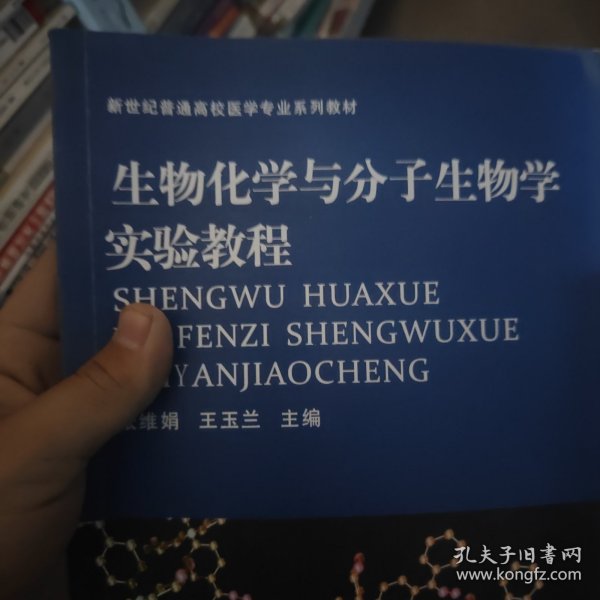 新世纪普通高校医学专业系列教材
生物化学与分子生物学
实验教程
SHENGWU HUAXUE
FENZI SHENGWUXUE
YANJIAOCHENG
维娟 王玉兰 主编
孔夫子旧书网
www.kongfz.com